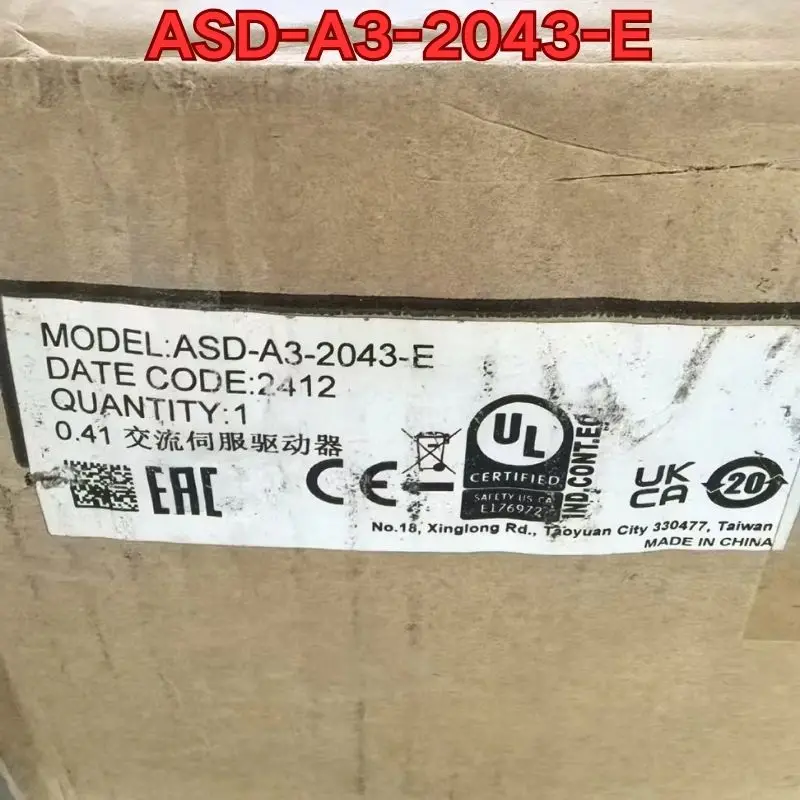 ASD-A3-2043-E
MODEL:ASD-A3-2043-E
DATE CODE:2412
QUANTITY:1
0.41 交流伺服驱动器
EAC
CE
UL
CERTIFIED
SAFETY US CA
E176972
IND.CONT.EQ
UK
CA
20
No.18, Xinglong Rd., Taoyuan City 330477, Taiwan
MADE IN CHINA